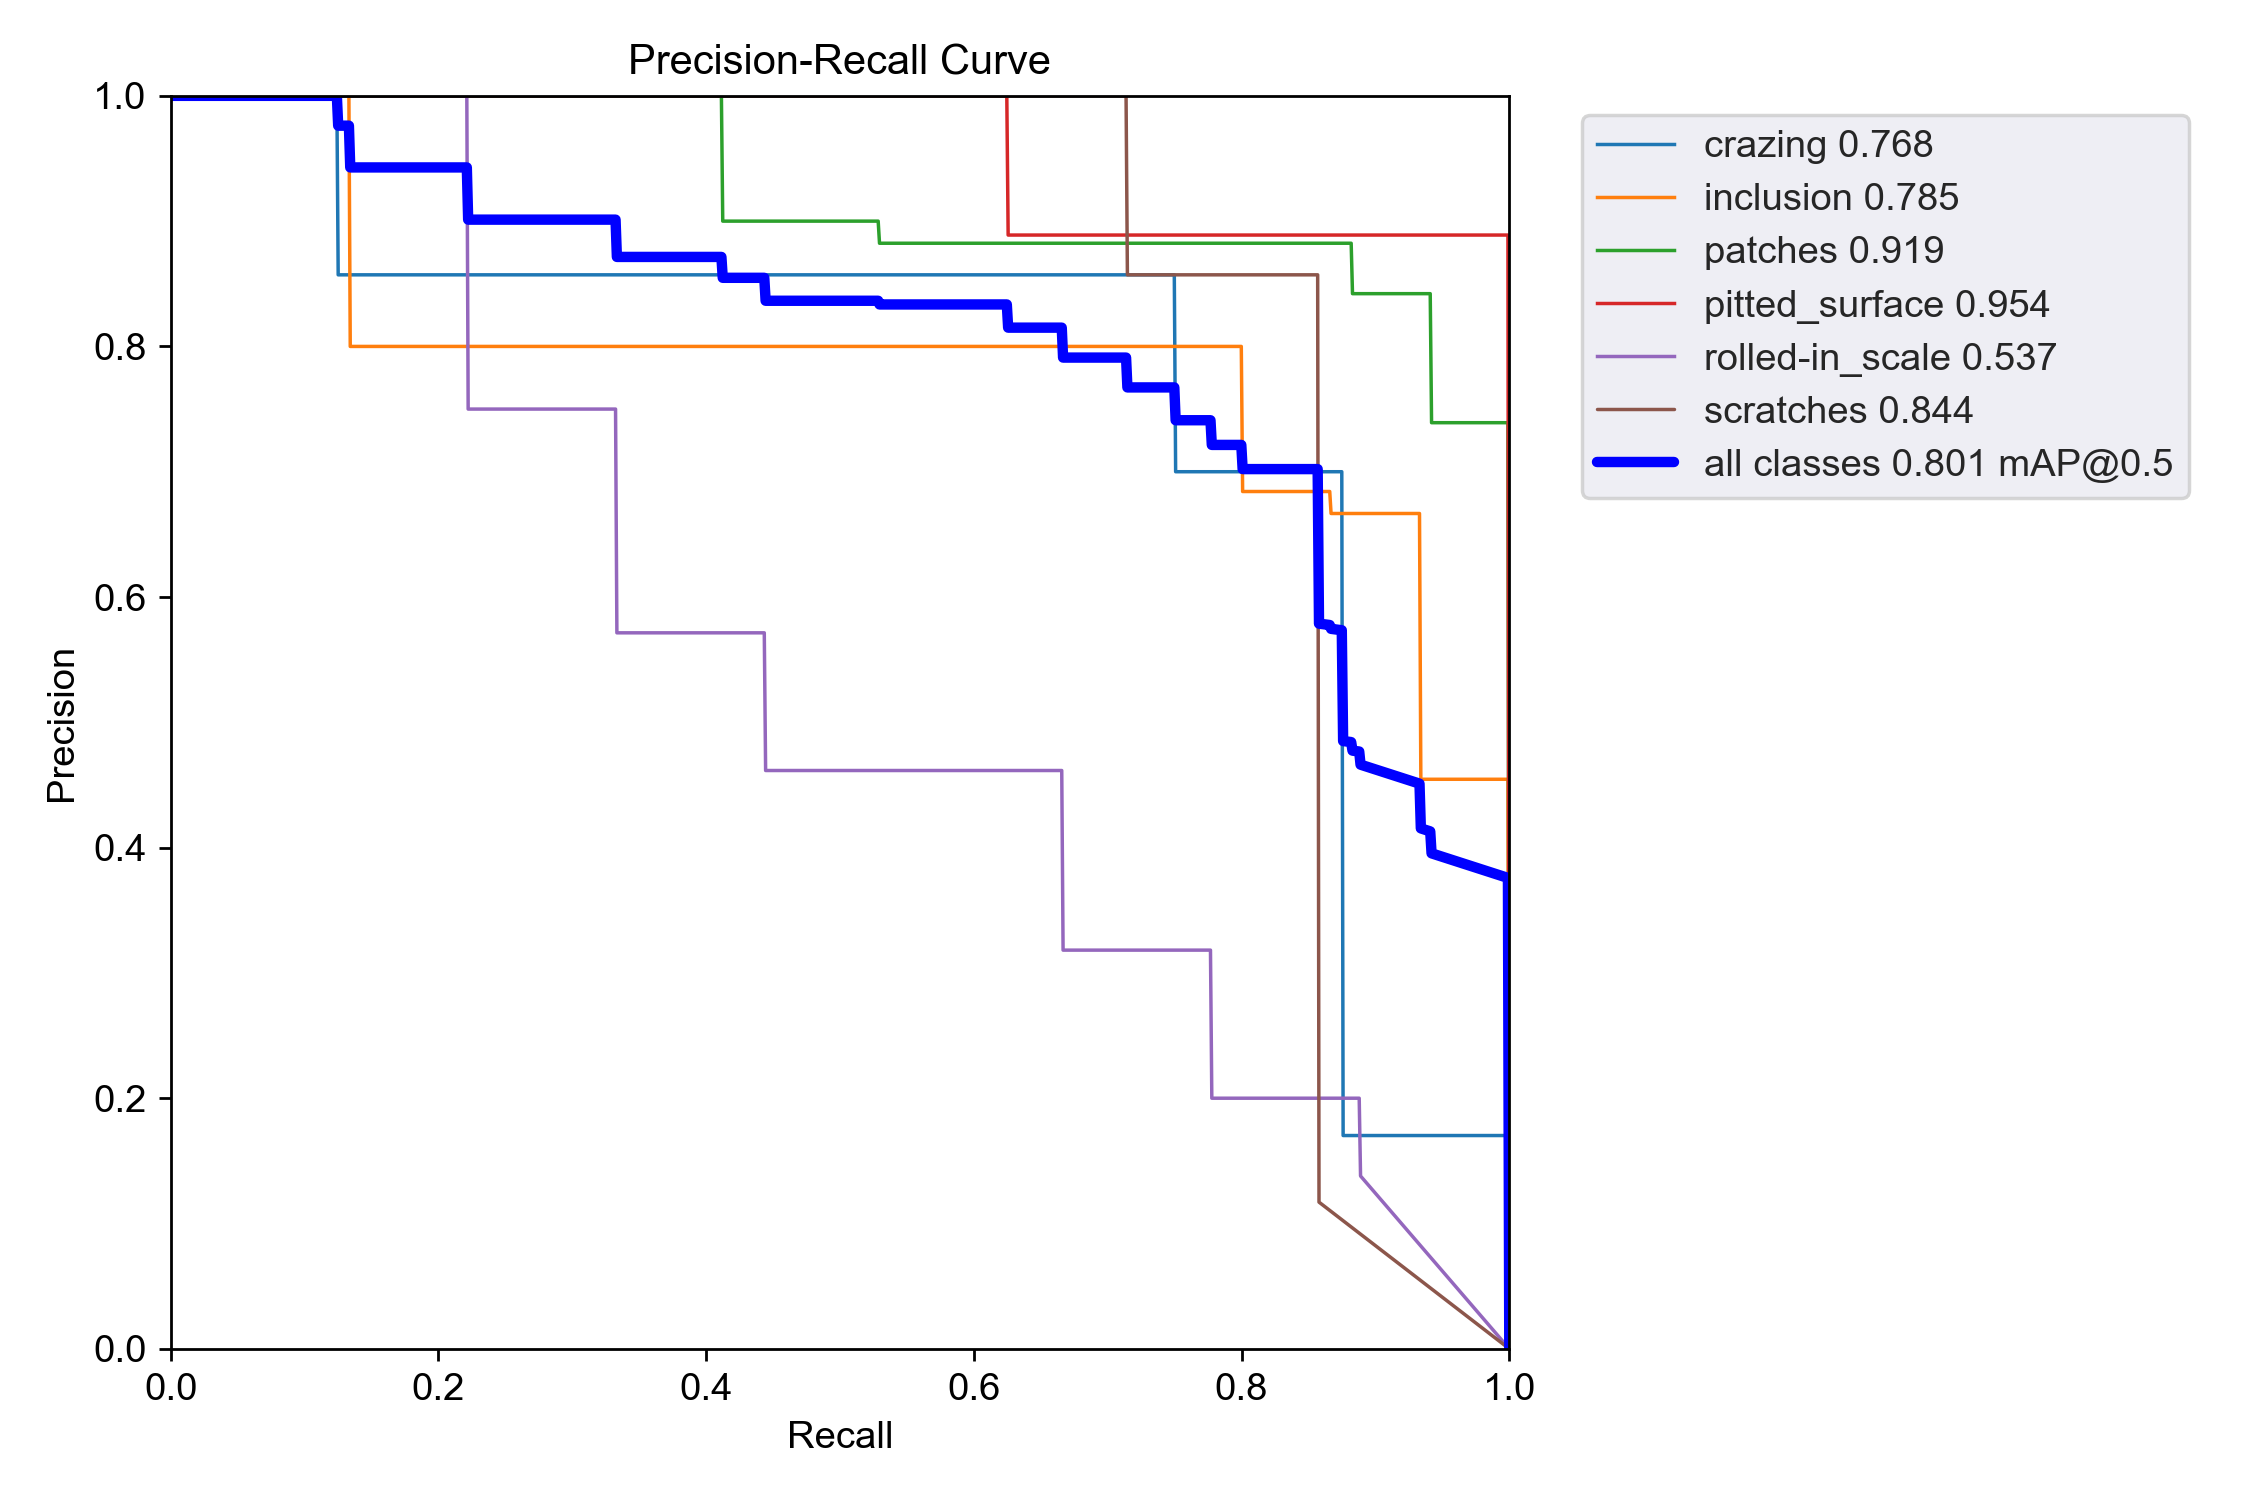 Precision-Recall Curve
1.0
0.8
0.6
0.4
0.2
0.0
Precision
0.0 0.2 0.4 0.6 0.8 1.0
Recall
crazing 0.768
inclusion 0.785
patches 0.919
pitted_surface 0.954
rolled-in_scale 0.537
scratches 0.844
all classes 0.801 mAP@0.5